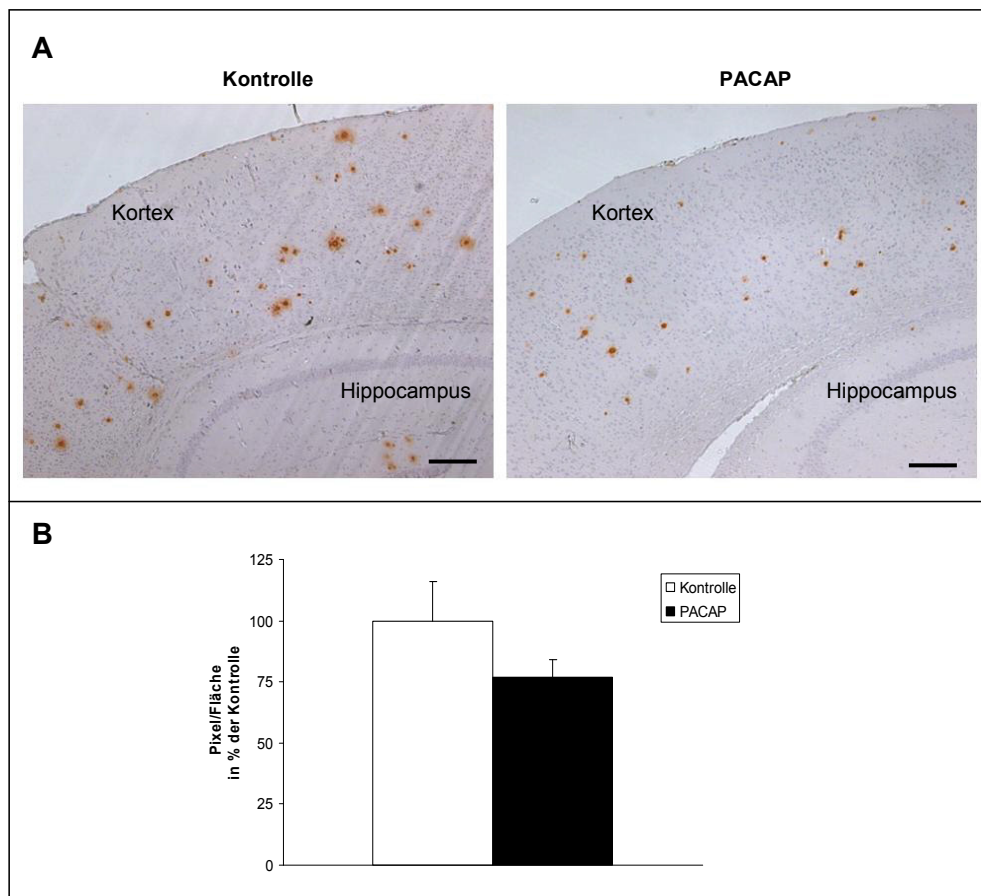 A
Kontrolle
PACAP
Kortex
Hippocampus
Kortex
Hippocampus
B
Pixel/Fläche
in % der Kontrolle
125
100
75
50
25
0
Kontrolle
PACAP